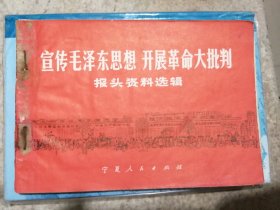 宣传毛泽东思想 开展革命大批判
报头资料选辑
宁夏人民出版社